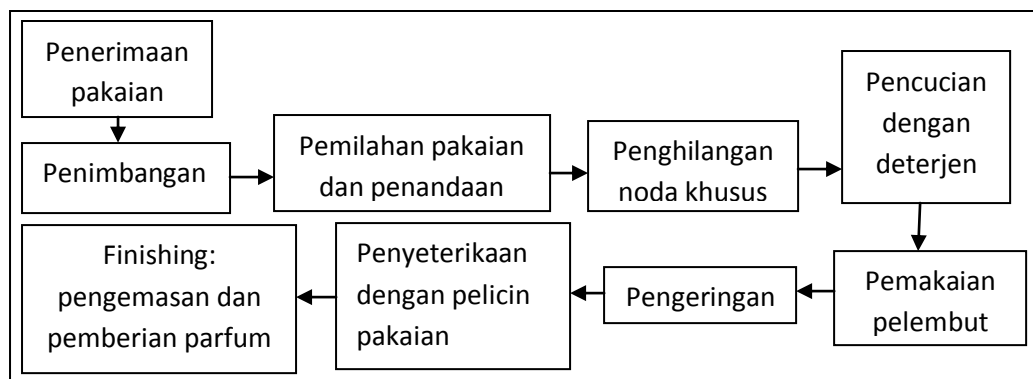 Penerimaan
pakaian
Penimbangan
Pemilahan pakaian
dan penandaan
Penghilangan
noda khusus
Pencucian
dengan
deterjen
Pemakaian
pelembut
Pengeringan
Penyeterikaan
dengan pelicin
pakaian
Finishing:
pengemasan dan
pemberian parfum